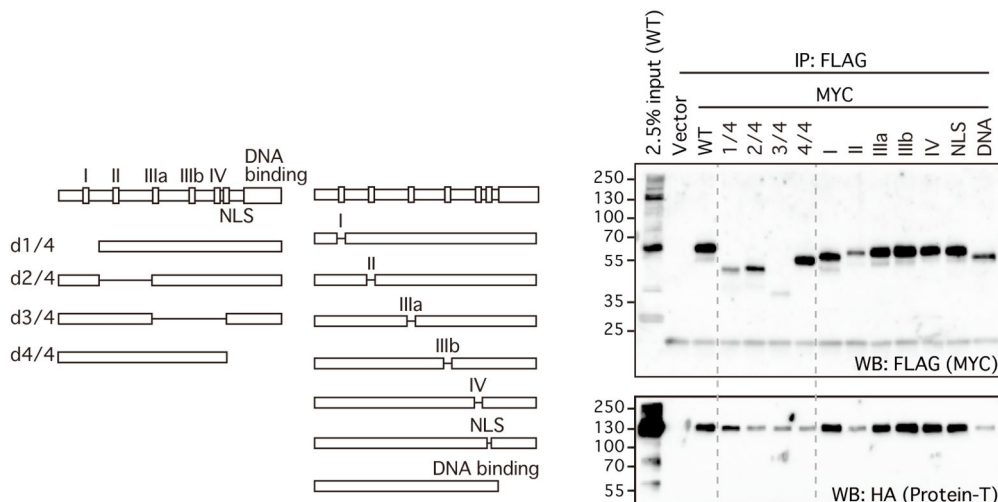 I II IIIa IIIb IV DNA binding
NLS
d1/4
d2/4
d3/4
d4/4
I
II
IIIa
IIIb
IV
NLS
DNA binding
2.5% input (WT)
IP: FLAG
MYC
Vector
WT
1/4
2/4
3/4
4/4
I
II
IIIa
IIIb
IV
NLS
DNA
250
130
100
70
55
35
25
WB: FLAG (MYC)
250
130
100
70
55
WB: HA (Protein-T)